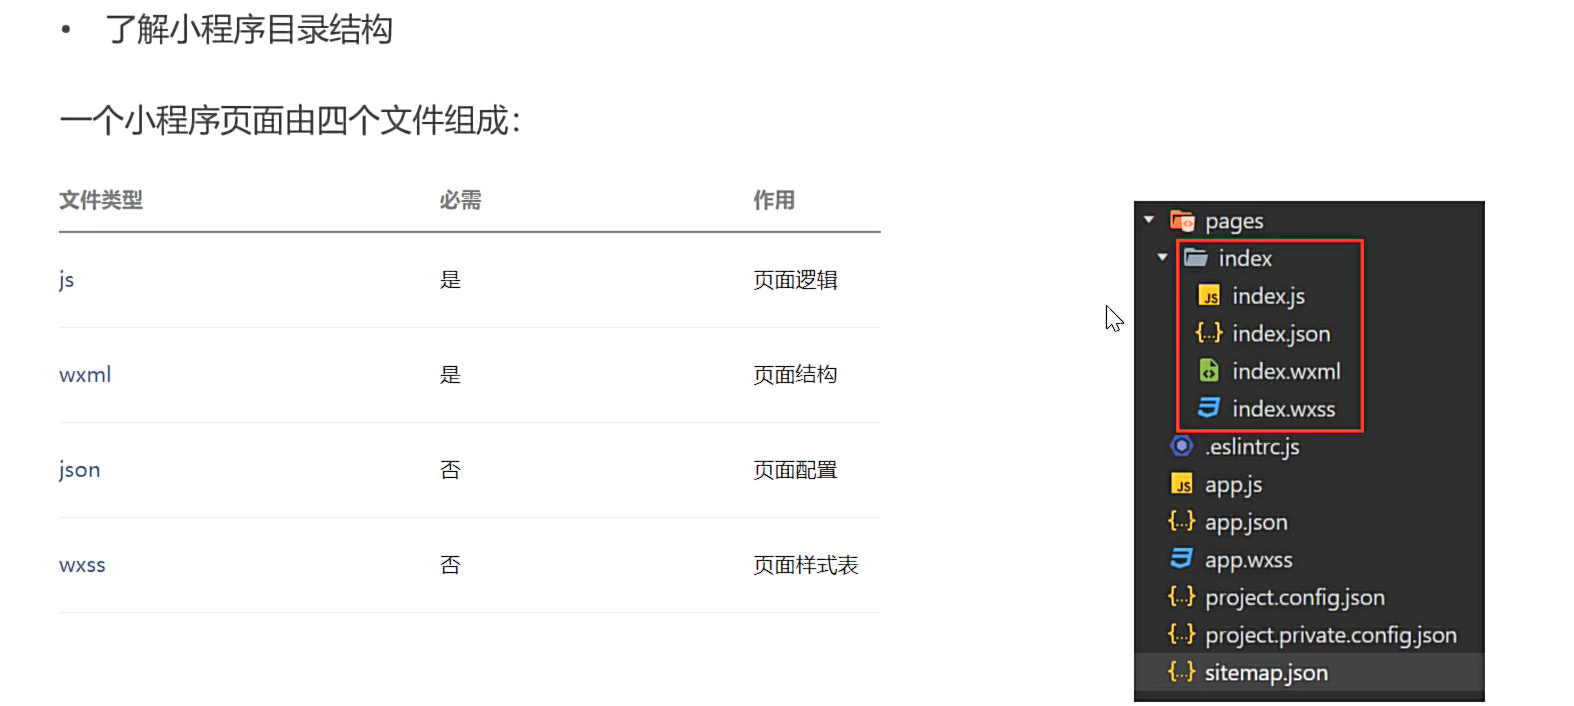 • 了解小程序目录结构
一个小程序页面由四个文件组成：
文件类型 必需 作用
js 是 页面逻辑
wxml 是 页面结构
json 否 页面配置
wxss 否 页面样式表
pages
index
JS index.js
{..} index.json
index.wxml
index.wxss
.eslintrc.js
JS app.js
{..} app.json
app.wxss
{..} project.config.json
{..} project.private.config.json
{..} sitemap.json